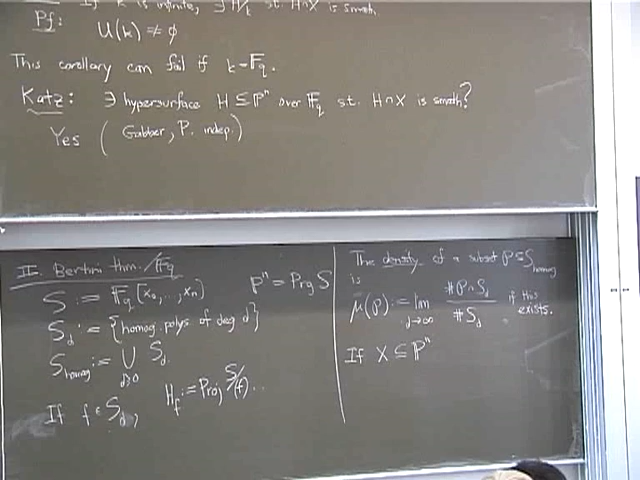 If k is infinite, ∃ H/k st. H∩X is smooth.
Pf: U(k) ≠ ∅
This corollary can fail if k = F_q.
Katz: ∃ hypersurface H ⊆ P^n over F_q st. H∩X is smooth?
Yes (Gabber, P. indep.)
II. Bertini thm. /F_q
S := F_q[x_0, .., x_n] P^n = Proj S
S_d := {homog. polys of deg d}
S_homog := ∪_{d≥0} S_d.
If f ∈ S_d, H_f := Proj S/(f) ..
The density of a subset P ⊆ S_homog
is
μ(P) := lim_{d→∞} #P∩S_d / #S_d if this exists.
If X ⊆ P^n